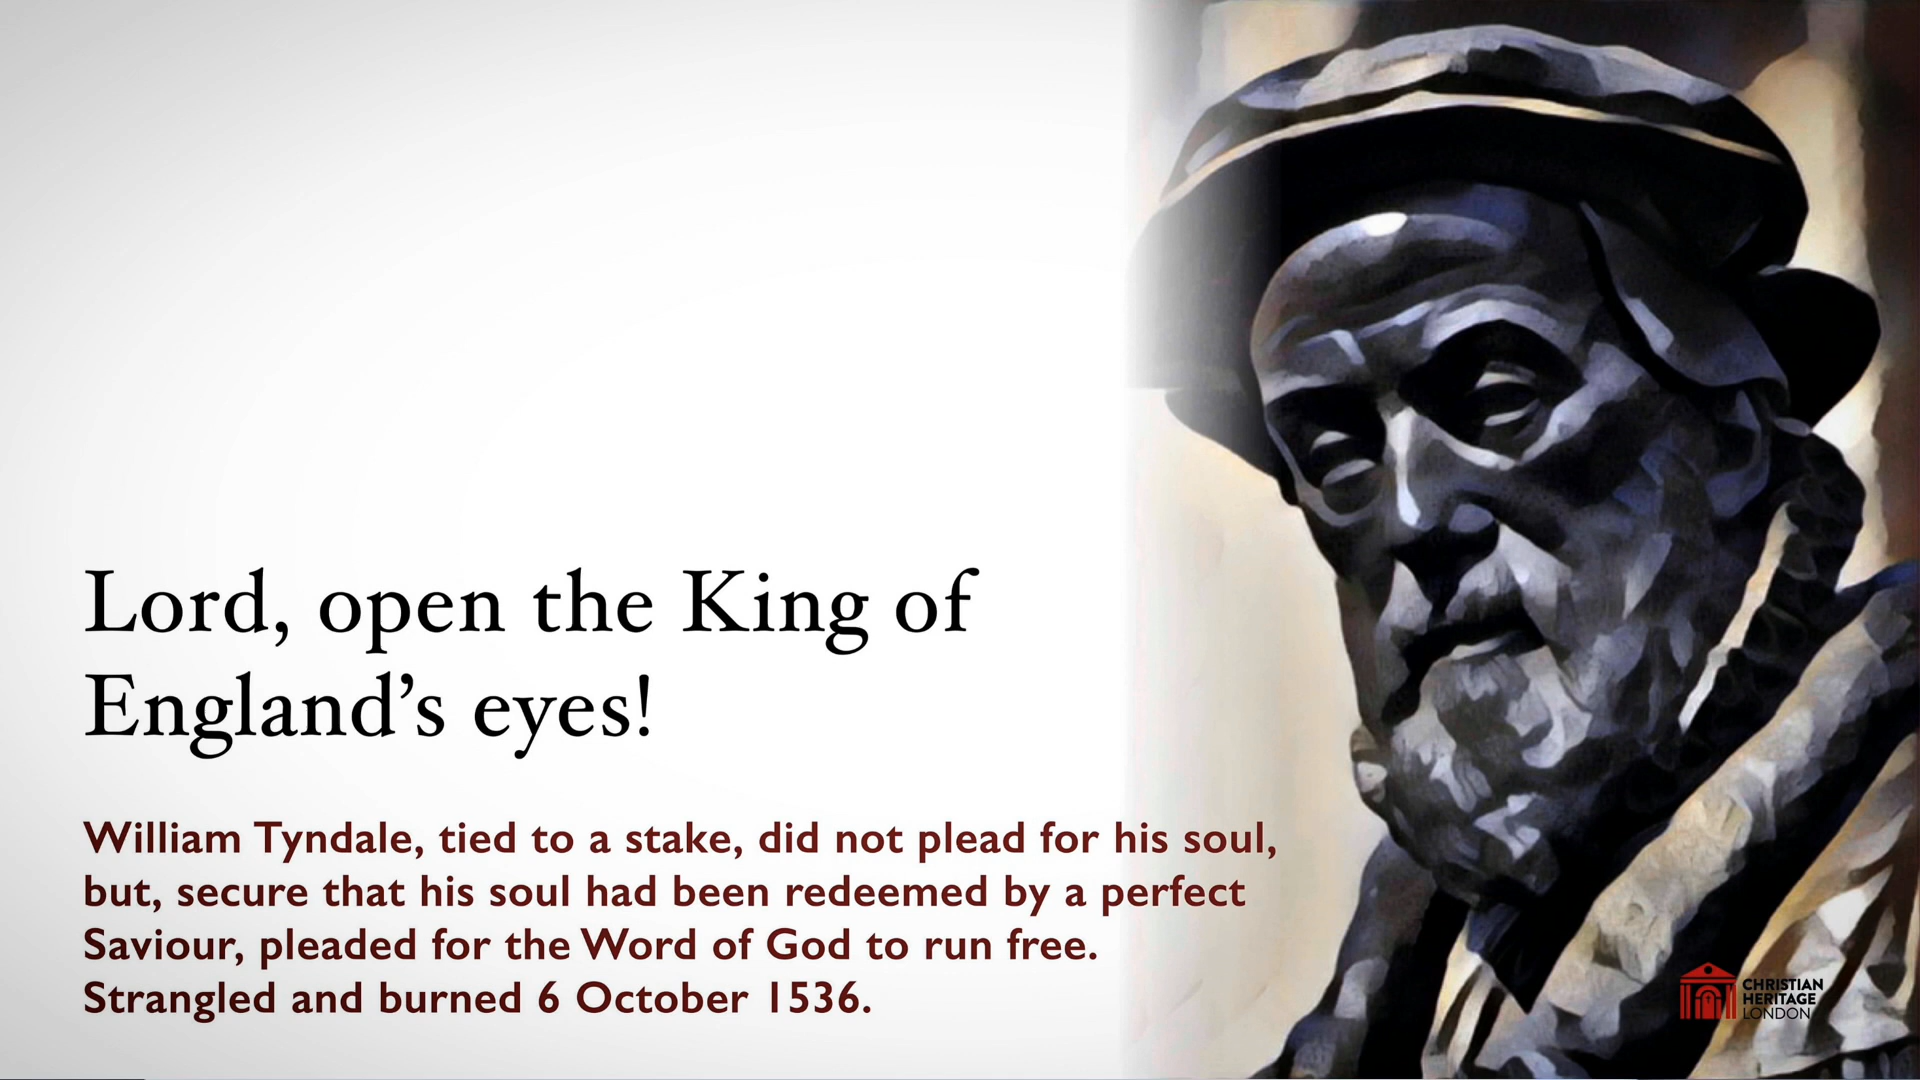 Lord, open the King of
England’s eyes!
William Tyndale, tied to a stake, did not plead for his soul,
but, secure that his soul had been redeemed by a perfect
Saviour, pleaded for the Word of God to run free.
Strangled and burned 6 October 1536.
CHRISTIAN
HERITAGE
LONDON